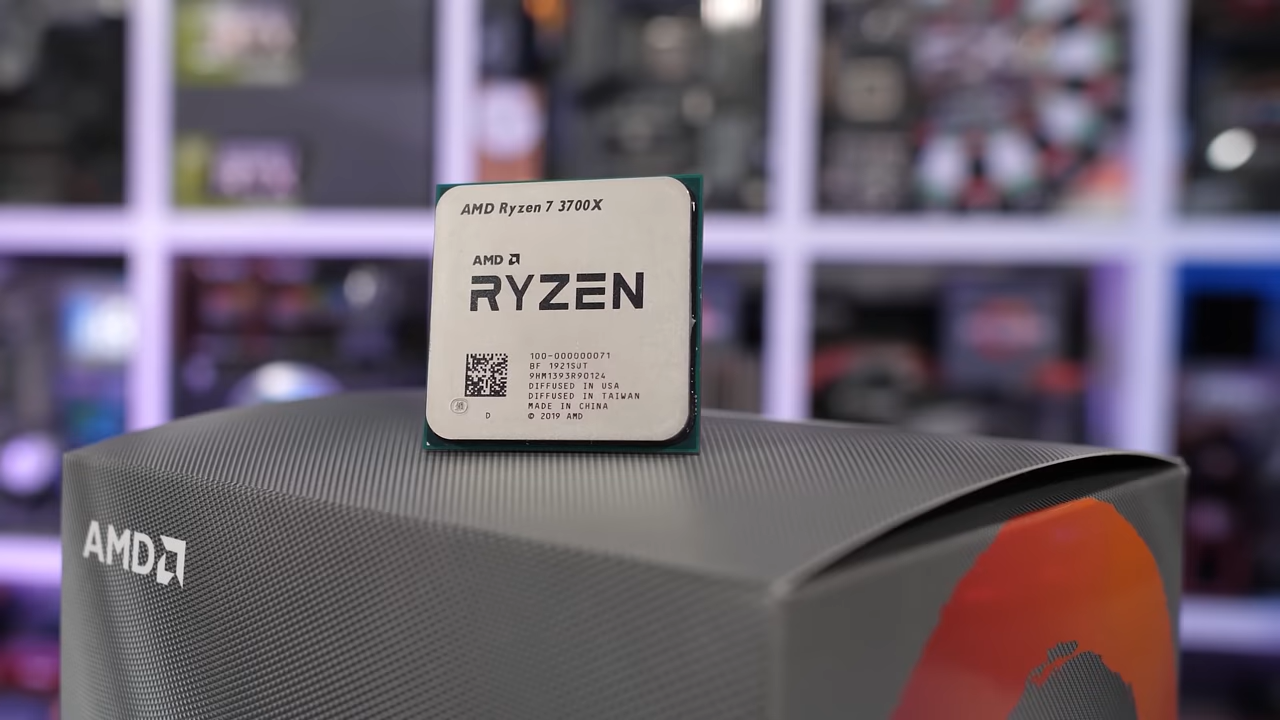 AMD Ryzen 7 3700X
AMD
RYZEN
100-000000071
BF 1921SUT
9HM1393R90124
DIFFUSED IN USA
DIFFUSED IN TAIWAN
MADE IN CHINA
© 2019 AMD
D
AMD